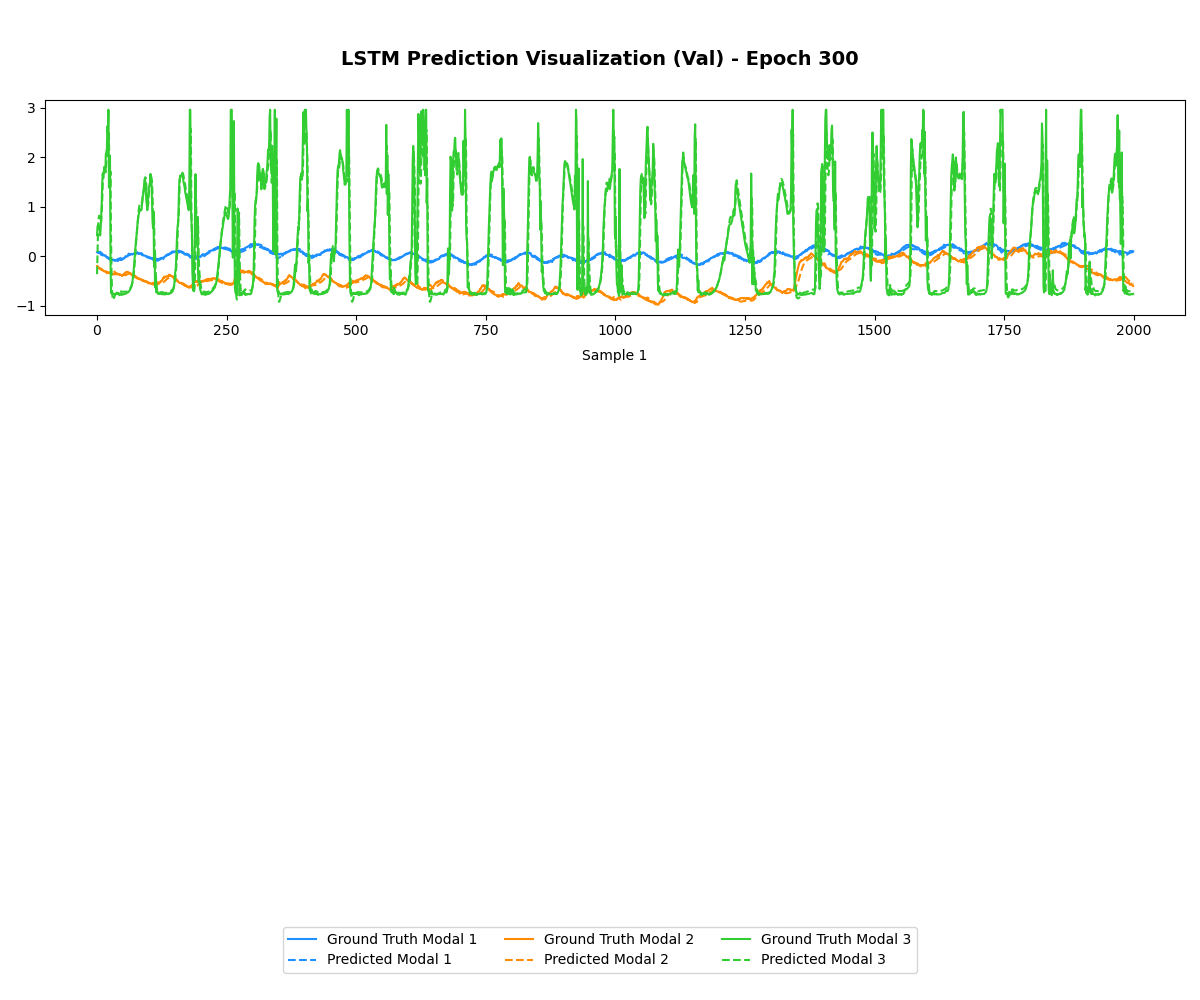 LSTM Prediction Visualization (Val) - Epoch 300
3
2
1
0
−1
0 250 500 750 1000 1250 1500 1750 2000
Sample 1
Ground Truth Modal 1 Ground Truth Modal 2 Ground Truth Modal 3
Predicted Modal 1 Predicted Modal 2 Predicted Modal 3